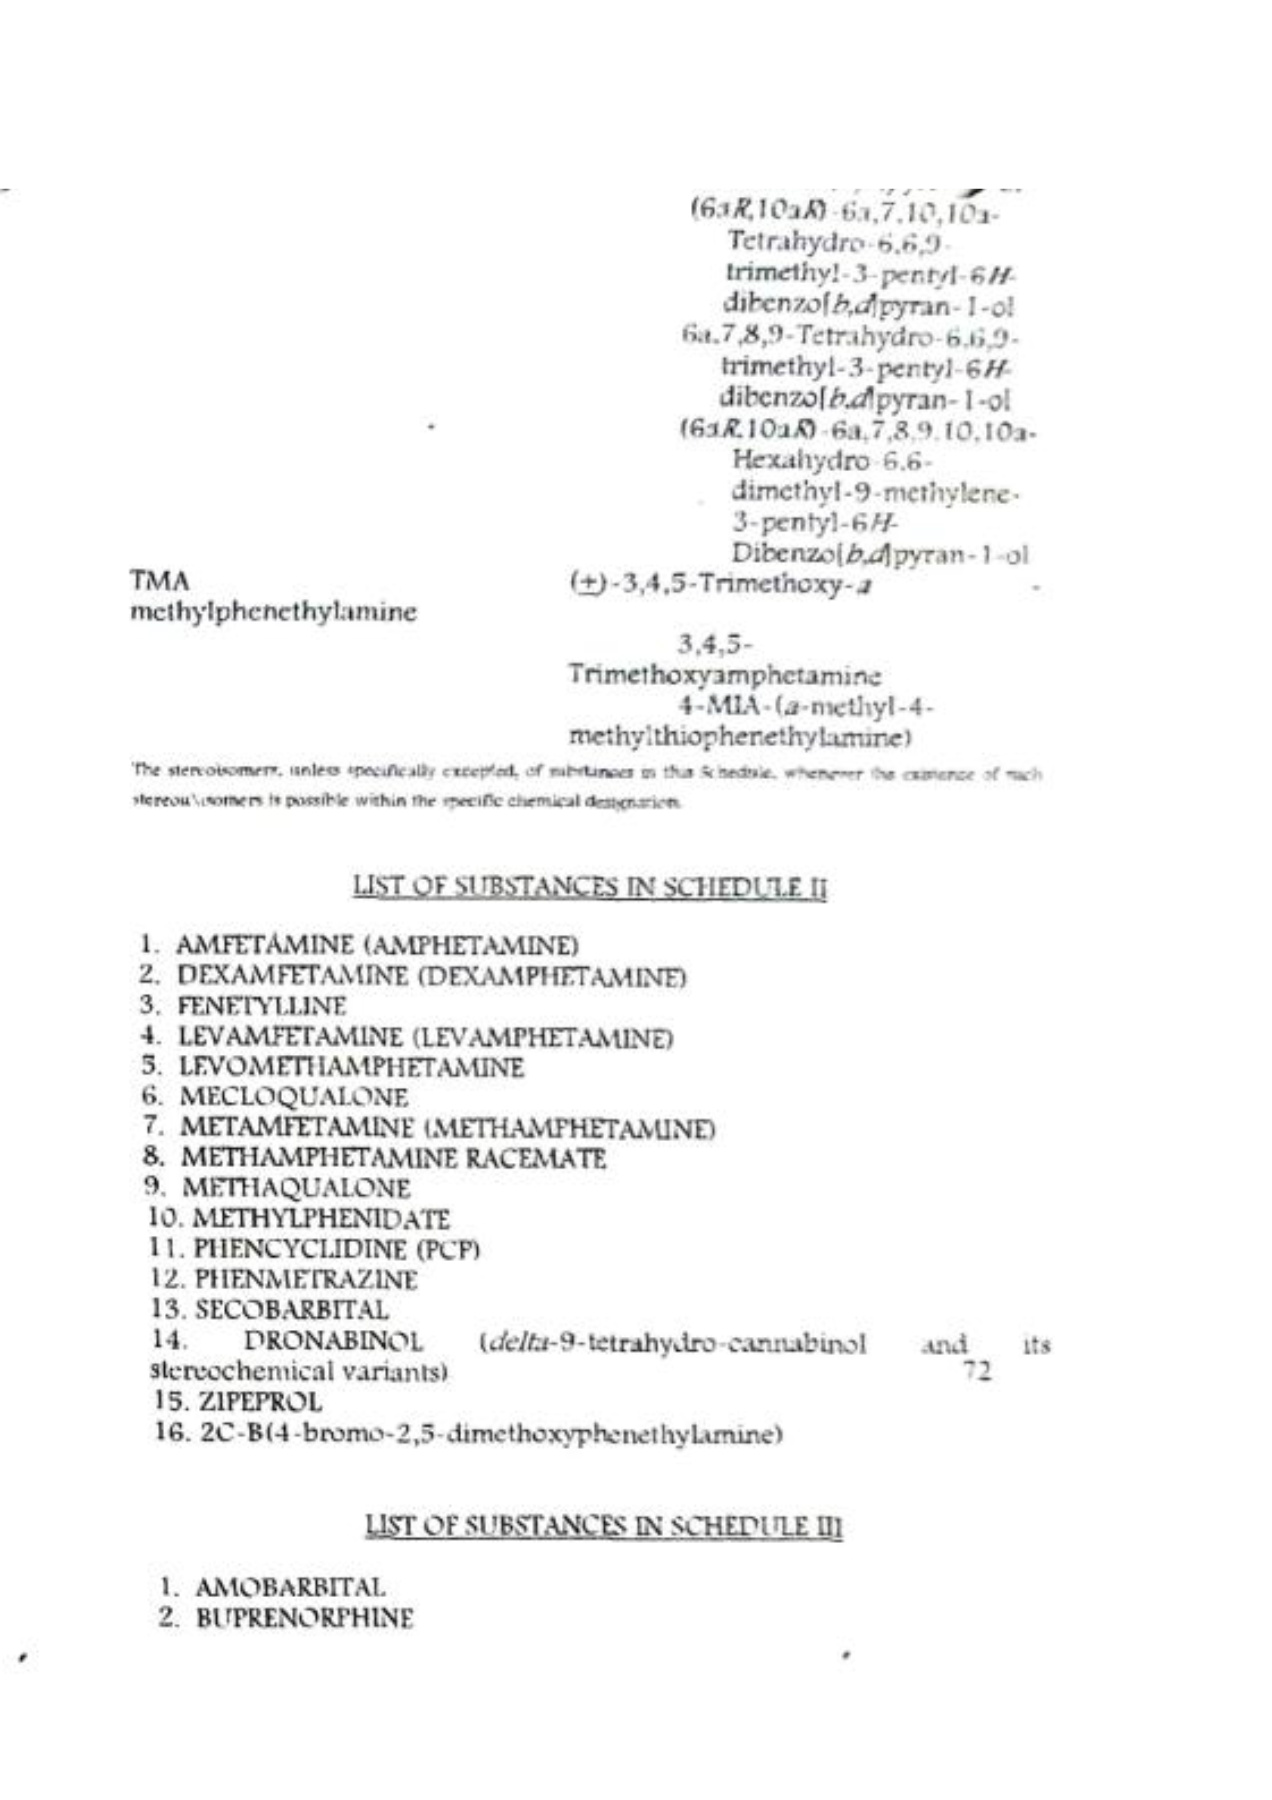 (6aR,10aR)-6a,7,10,10a-
Tetrahydro-6,6,9-
trimethyl-3-pentyl-6H-
dibenzo[b,d]pyran-1-ol
6a,7,8,9-Tetrahydro-6,6,9-
trimethyl-3-pentyl-6H-
dibenzo[b,d]pyran-1-ol
(6aR,10aR)-6a,7,8,9,10,10a-
Hexahydro-6,6-
dimethyl-9-methylene-
3-pentyl-6H-
Dibenzo[b,d]pyran-1-ol
TMA (±)-3,4,5-Trimethoxy-a -
methylphenethylamine
3,4,5-
Trimethoxyamphetamine
4-MIA-(a-methyl-4-
methylthiophenethylamine)
'The stereoisomers, unless specifically excepted, of substances in this Schedule, whenever the existence of such
stereou\isomers is possible within the specific chemical designation.
LIST OF SUBSTANCES IN SCHEDULE II
1. AMFETAMINE (AMPHETAMINE)
2. DEXAMFETAMINE (DEXAMPHETAMINE)
3. FENETYLLINE
4. LEVAMFETAMINE (LEVAMPHETAMINE)
5. LEVOMETHAMPHETAMINE
6. MECLOQUALONE
7. METAMFETAMINE (METHAMPHETAMINE)
8. METHAMPHETAMINE RACEMATE
9. METHAQUALONE
10. METHYLPHENIDATE
11. PHENCYCLIDINE (PCP)
12. PHENMETRAZINE
13. SECOBARBITAL
14. DRONABINOL (delta-9-tetrahydro-cannabinol and its
stereochemical variants) 72
15. ZIPEPROL
16. 2C-B(4-bromo-2,5-dimethoxyphenethylamine)
LIST OF SUBSTANCES IN SCHEDULE III
1. AMOBARBITAL
2. BUPRENORPHINE